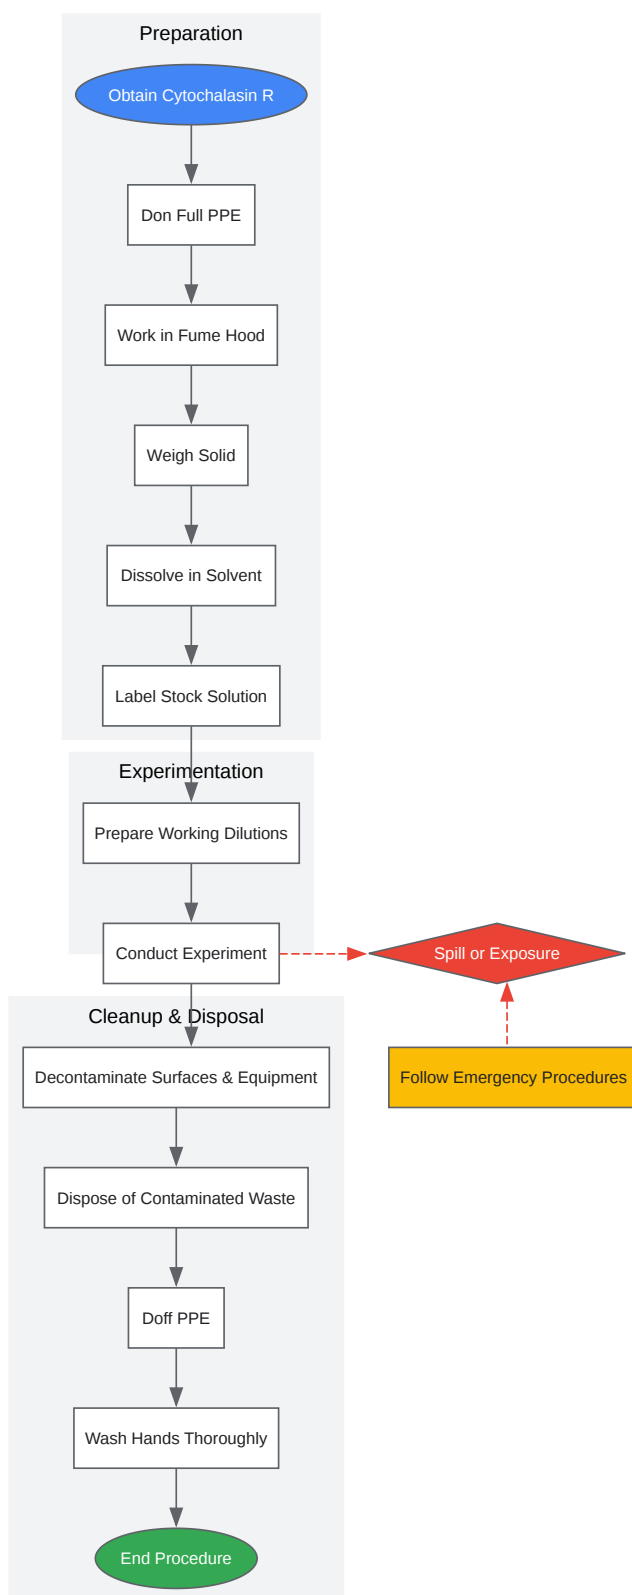 Preparation
Obtain Cytochalasin R
Don Full PPE
Work in Fume Hood
Weigh Solid
Dissolve in Solvent
Label Stock Solution
Experimentation
Prepare Working Dilutions
Conduct Experiment
Spill or Exposure
Cleanup & Disposal
Decontaminate Surfaces & Equipment
Follow Emergency Procedures
Dispose of Contaminated Waste
Doff PPE
Wash Hands Thoroughly
End Procedure